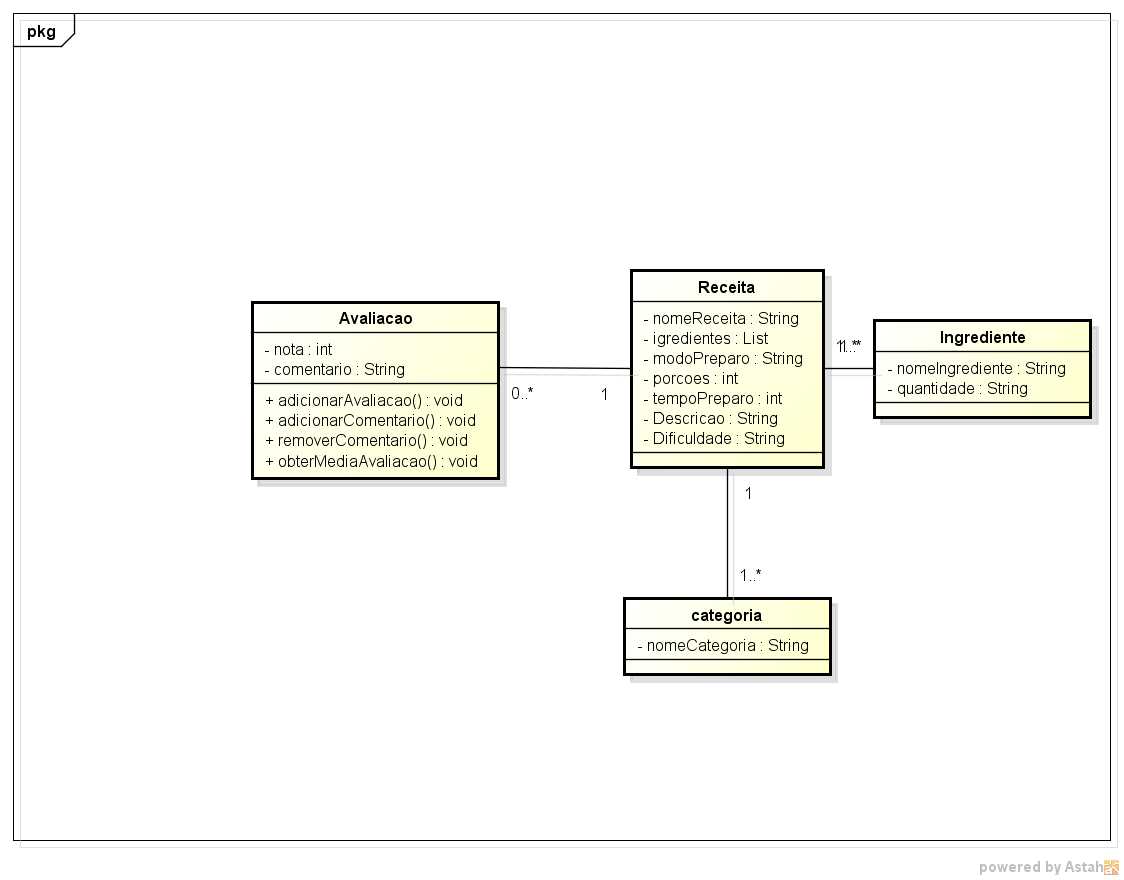 pkg
Avaliacao
- nota : int
- comentario : String
+ adicionarAvaliacao() : void
+ adicionarComentario() : void
+ removerComentario() : void
+ obterMediaAvaliacao() : void
0..*
1
Receita
- nomeReceita : String
- igredientes : List
- modoPreparo : String
- porcoes : int
- tempoPreparo : int
- Descricao : String
- Dificuldade : String
Ingrediente
- nomeIngrediente : String
- quantidade : String
1
1..*
categoria
- nomeCategoria : String
powered by Astah